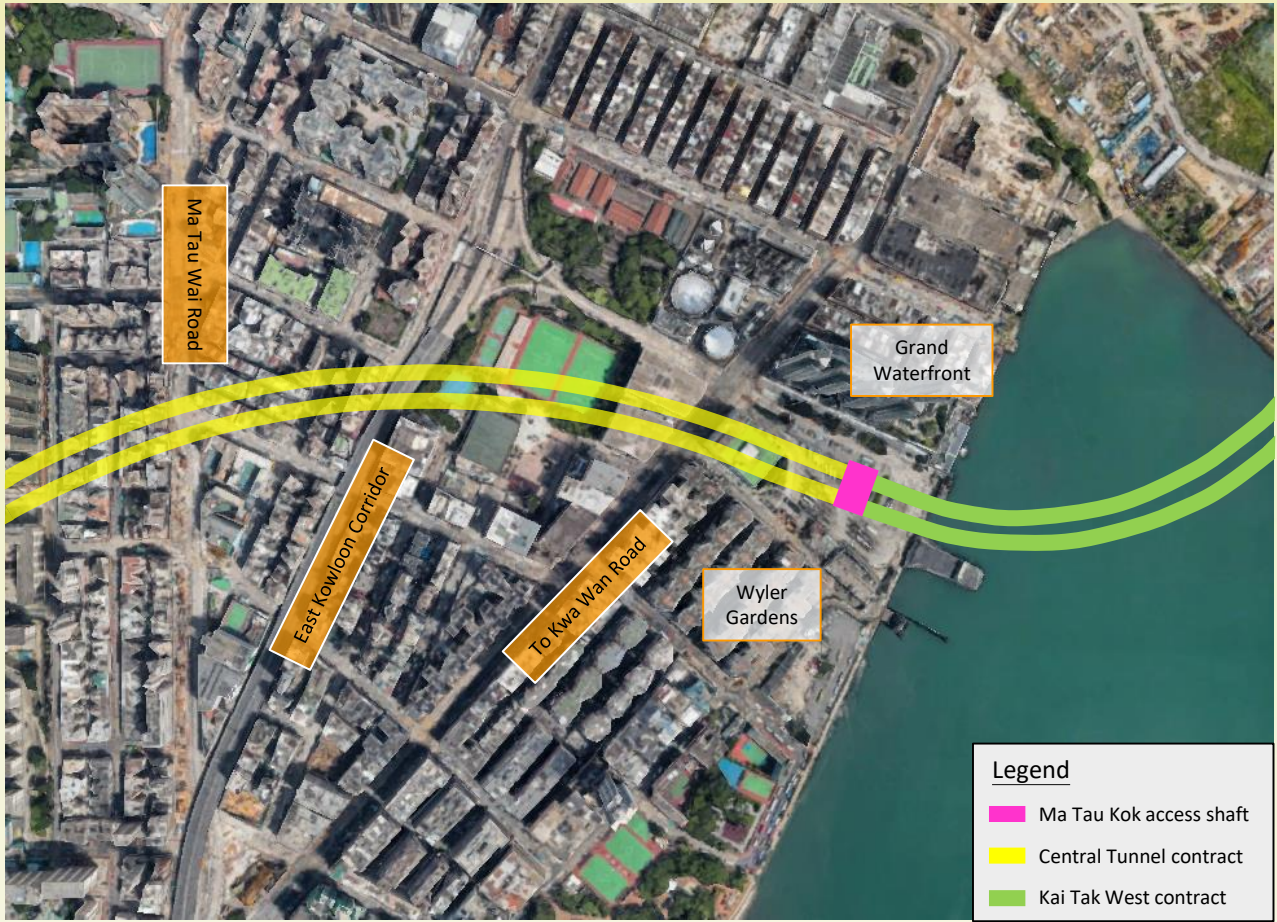 Ma Tau Wai Road
Grand
Waterfront
East Kowloon Corridor
To Kwa Wan Road
Wyler
Gardens
Legend
Ma Tau Kok access shaft
Central Tunnel contract
Kai Tak West contract